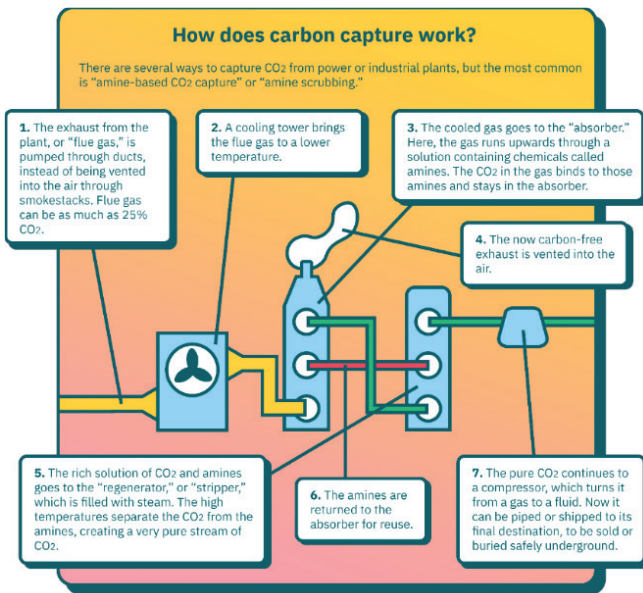 How does carbon capture work?
There are several ways to capture CO2 from power or industrial plants, but the most common
is “amine-based CO2 capture” or “amine scrubbing.”
1. The exhaust from the
plant, or “flue gas,” is
pumped through ducts,
instead of being vented
into the air through
smokestacks. Flue gas
can be as much as 25%
CO2.
2. A cooling tower brings
the flue gas to a lower
temperature.
3. The cooled gas goes to the “absorber.”
Here, the gas runs upwards through a
solution containing chemicals called
amines. The CO2 in the gas binds to those
amines and stays in the absorber.
4. The now carbon-free
exhaust is vented into the
air.
5. The rich solution of CO2 and amines
goes to the “regenerator,” or “stripper,”
which is filled with steam. The high
temperatures separate the CO2 from the
amines, creating a very pure stream of
CO2.
6. The amines are
returned to the
absorber for reuse.
7. The pure CO2 continues to
a compressor, which turns it
from a gas to a fluid. Now it
can be piped or shipped to its
final destination, to be sold or
buried safely underground.